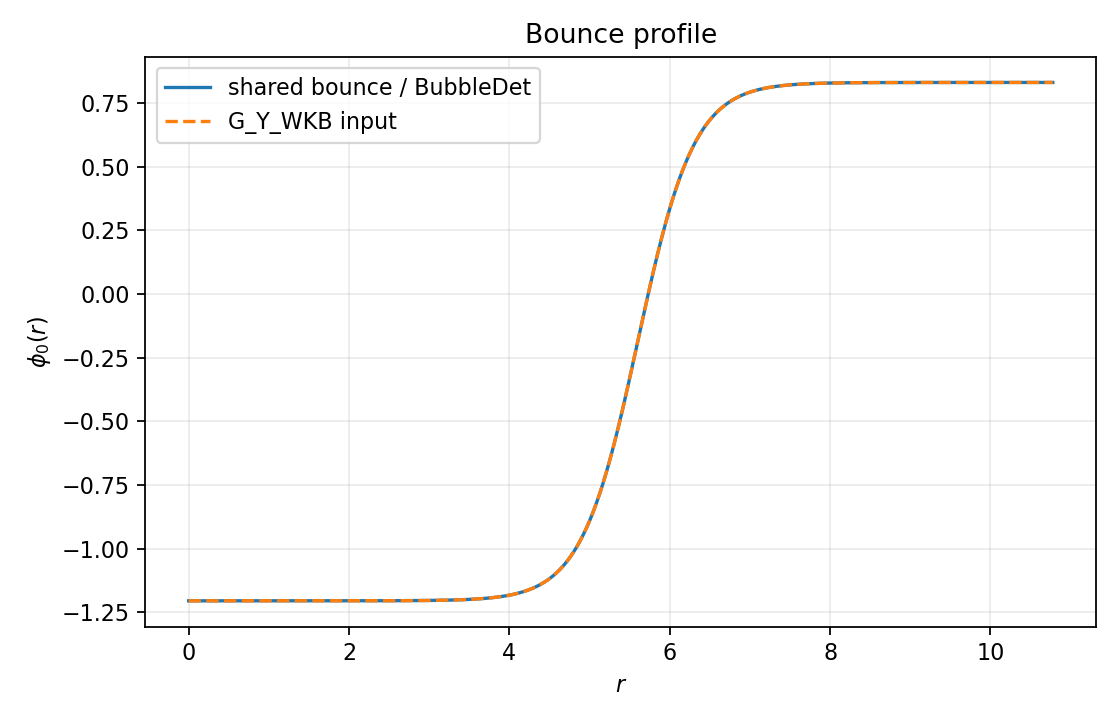 Bounce profile
shared bounce / BubbleDet
G_Y_WKB input
0.75
0.50
0.25
0.00
−0.25
−0.50
−0.75
−1.00
−1.25
ϕ₀(r)
0 2 4 6 8 10
r